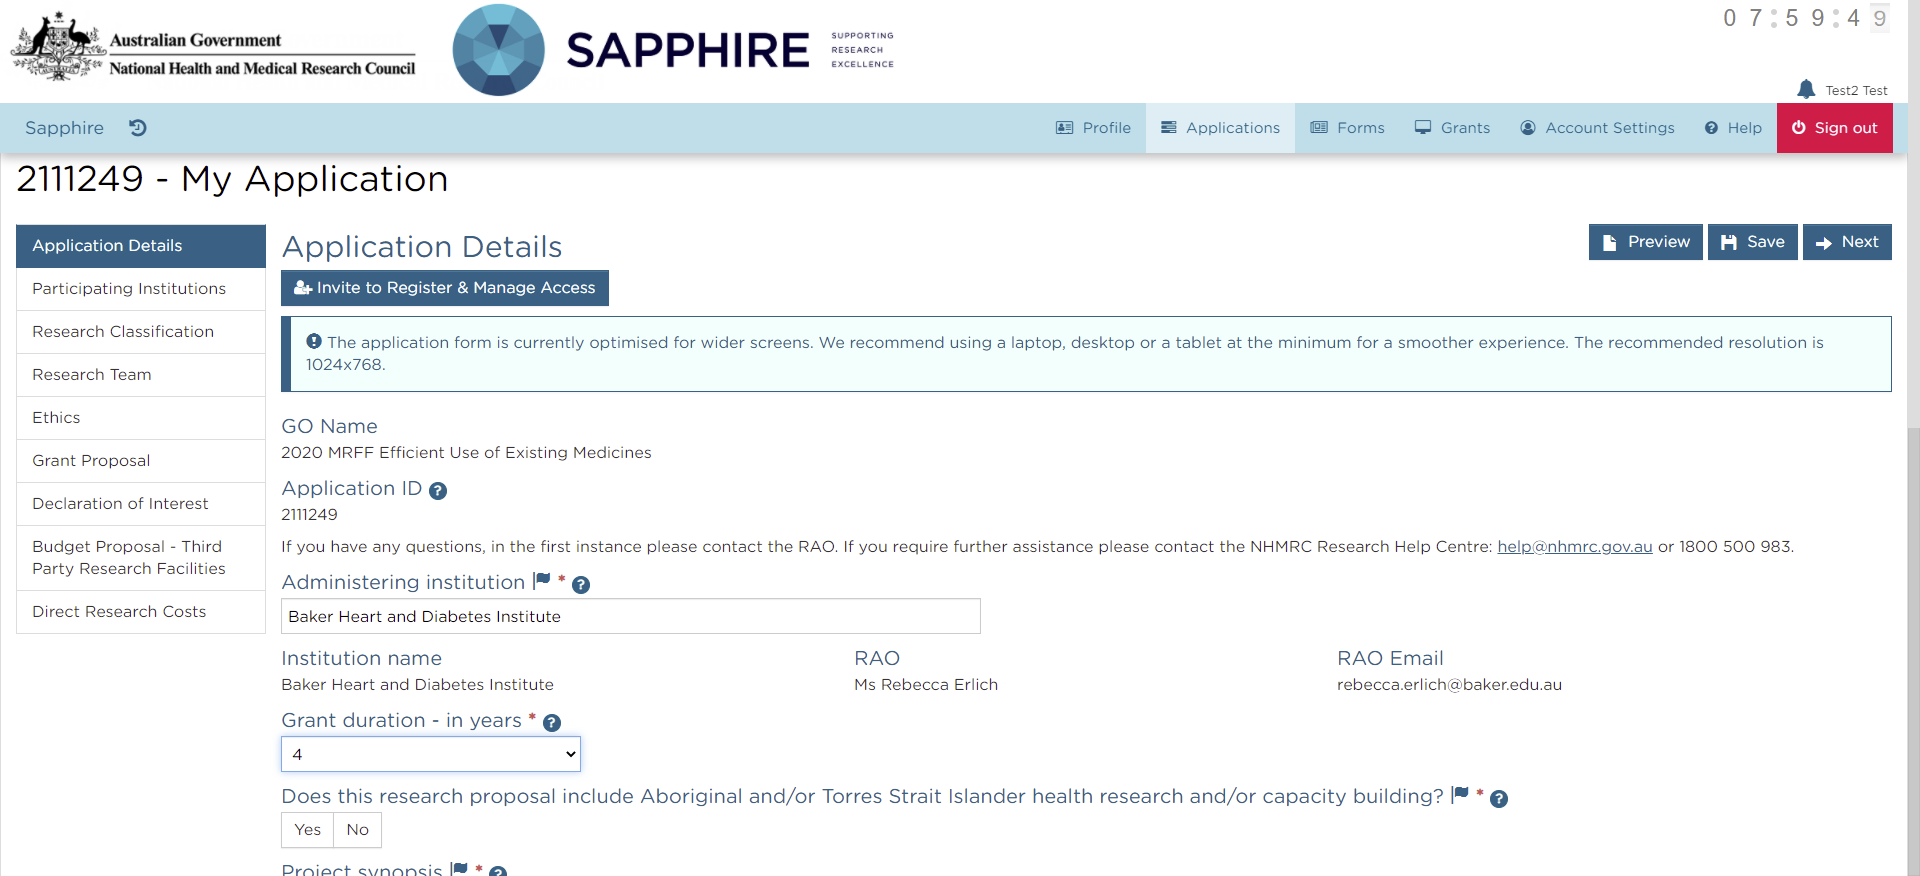 Australian Government
National Health and Medical Research Council
SAPPHIRE
SUPPORTING
RESEARCH
EXCELLENCE
07:59:49
Test2 Test
Sapphire
Profile
Applications
Forms
Grants
Account Settings
Help
Sign out
2111249 - My Application
Application Details
Participating Institutions
Research Classification
Research Team
Ethics
Grant Proposal
Declaration of Interest
Budget Proposal - Third
Party Research Facilities
Direct Research Costs
Application Details
Preview
Save
Next
Invite to Register & Manage Access
The application form is currently optimised for wider screens. We recommend using a laptop, desktop or a tablet at the minimum for a smoother experience. The recommended resolution is
1024x768.
GO Name
2020 MRFF Efficient Use of Existing Medicines
Application ID ?
2111249
If you have any questions, in the first instance please contact the RAO. If you require further assistance please contact the NHMRC Research Help Centre: help@nhmrc.gov.au or 1800 500 983.
Administering institution * ?
Baker Heart and Diabetes Institute
Institution name
Baker Heart and Diabetes Institute
RAO
Ms Rebecca Erlich
RAO Email
rebecca.erlich@baker.edu.au
Grant duration - in years * ?
4
Does this research proposal include Aboriginal and/or Torres Strait Islander health research and/or capacity building? * ?
Yes
No
Project synopsis * ?